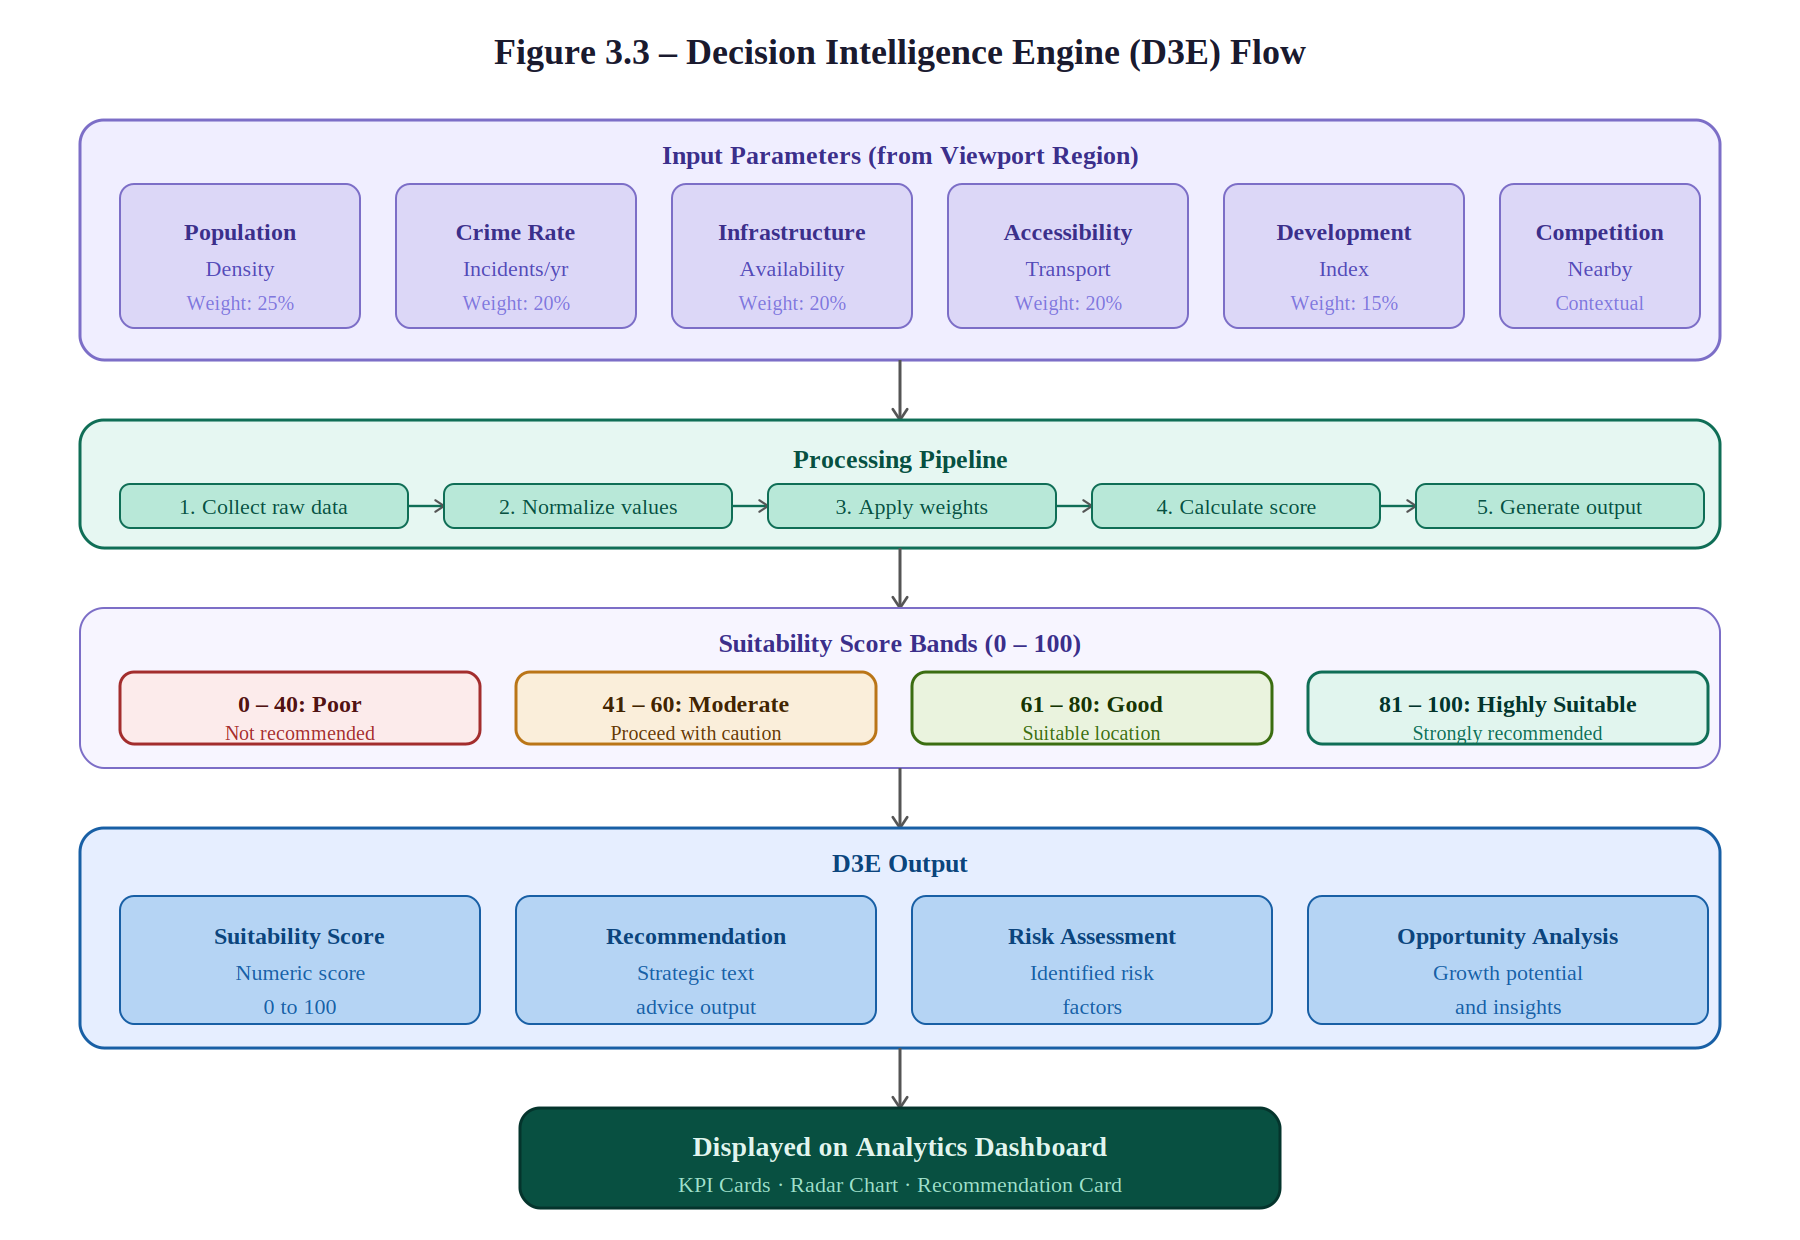 Figure 3.3 – Decision Intelligence Engine (D3E) Flow
Input Parameters (from Viewport Region)
Population
Density
Weight: 25%
Crime Rate
Incidents/yr
Weight: 20%
Infrastructure
Availability
Weight: 20%
Accessibility
Transport
Weight: 20%
Development
Index
Weight: 15%
Competition
Nearby
Contextual
Processing Pipeline
1. Collect raw data
2. Normalize values
3. Apply weights
4. Calculate score
5. Generate output
Suitability Score Bands (0 – 100)
0 – 40: Poor
Not recommended
41 – 60: Moderate
Proceed with caution
61 – 80: Good
Suitable location
81 – 100: Highly Suitable
Strongly recommended
D3E Output
Suitability Score
Numeric score
0 to 100
Recommendation
Strategic text
advice output
Risk Assessment
Identified risk
factors
Opportunity Analysis
Growth potential
and insights
Displayed on Analytics Dashboard
KPI Cards · Radar Chart · Recommendation Card